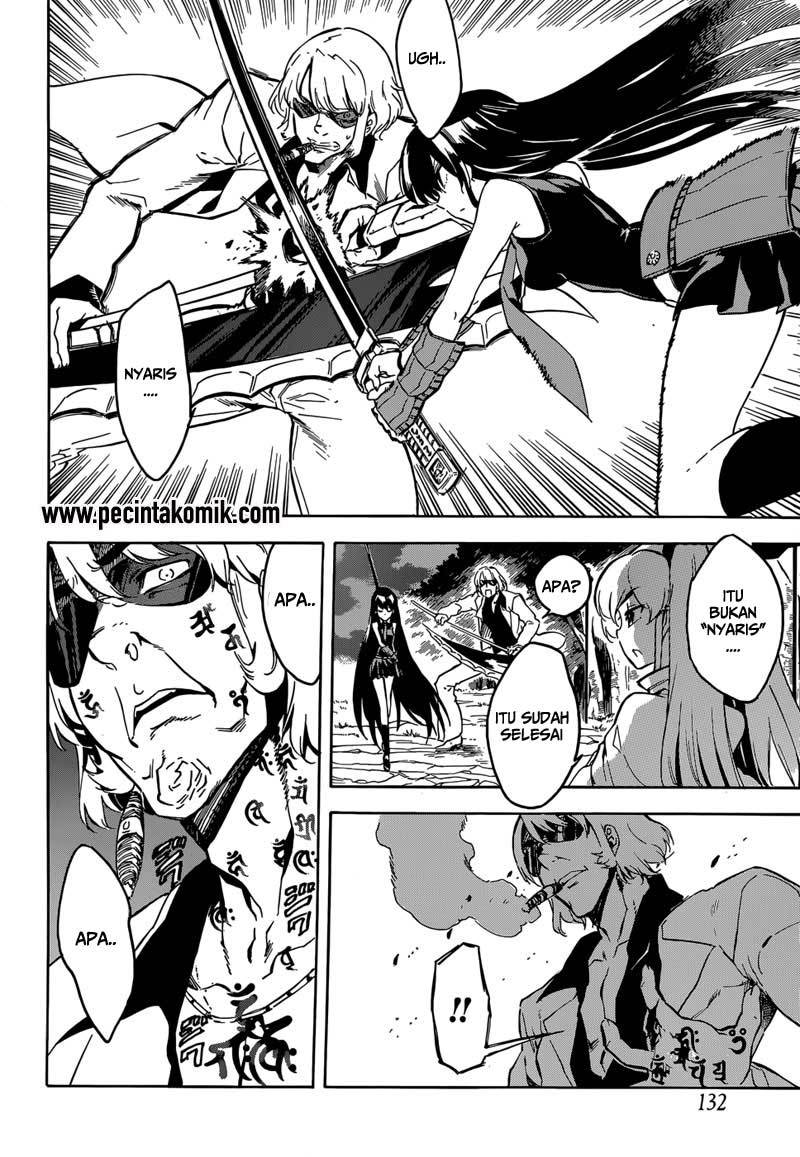 UGH..
NYARIS
....
www.pecintakomik.com
ITU
BUKAN
"NYARIS"
....
APA?
ITU SUDAH
SELESAI
!!
APA..
APA..
132